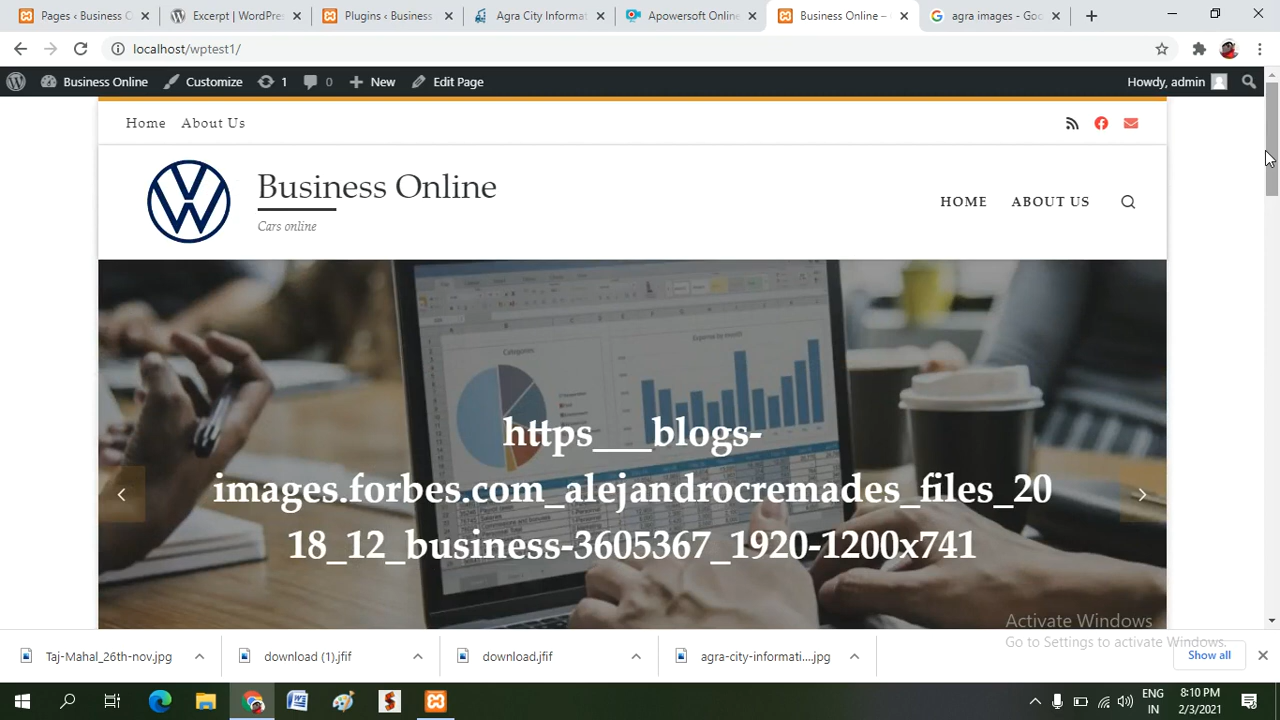 Pages ‹ Business O
Excerpt | WordPre
Plugins ‹ Business
Agra City Informat
Apowersoft Online
Business Online –
agra images - Goo
localhost/wptest1/
Business Online
Customize
1
0
New
Edit Page
Howdy, admin
Home
About Us
Business Online
Cars online
HOME
ABOUT US
Categories
Expense by month
https___blogs-
images.forbes.com_alejandrocremades_files_20
18_12_business-3605367_1920-1200x741
Activate Windows
Go to Settings to activate Windows.
Taj-Mahal_26th-nov.jpg
download (1).jfif
download.jfif
agra-city-informati....jpg
Show all
ENG
IN
8:10 PM
2/3/2021